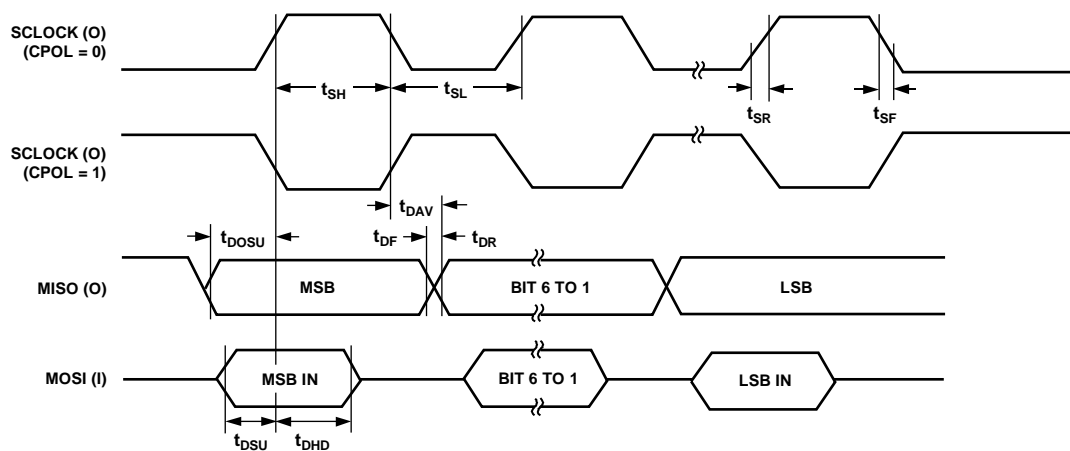 SCLOCK (O)
(CPOL = 0)
tSH
tSL
tSR
tSF
SCLOCK (O)
(CPOL = 1)
tDAV
tDOSU
tDF
tDR
MISO (O)
MSB
BIT 6 TO 1
LSB
MOSI (I)
MSB IN
BIT 6 TO 1
LSB IN
tDSU
tDHD